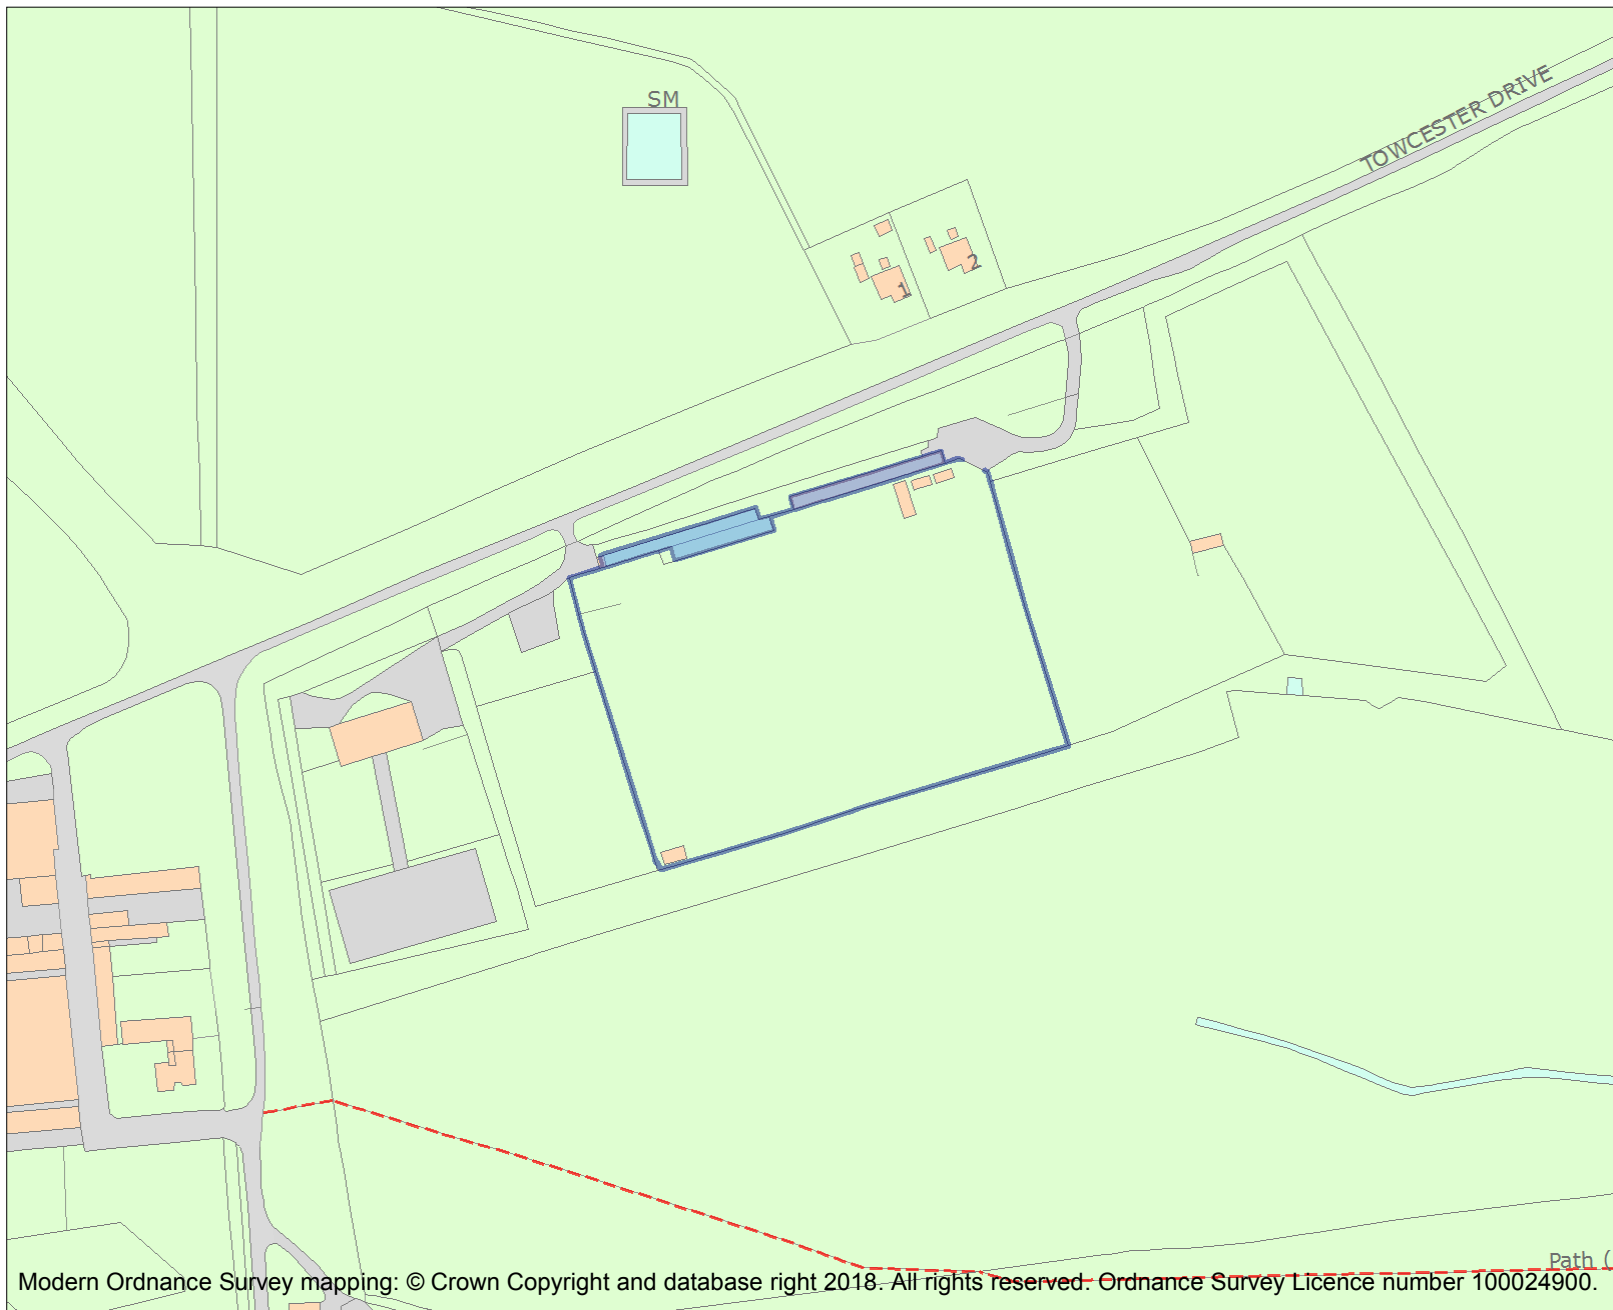 SM
TOWCESTER DRIVE
2
1
Path (
Modern Ordnance Survey mapping: © Crown Copyright and database right 2018. All rights reserved. Ordnance Survey Licence number 100024900.